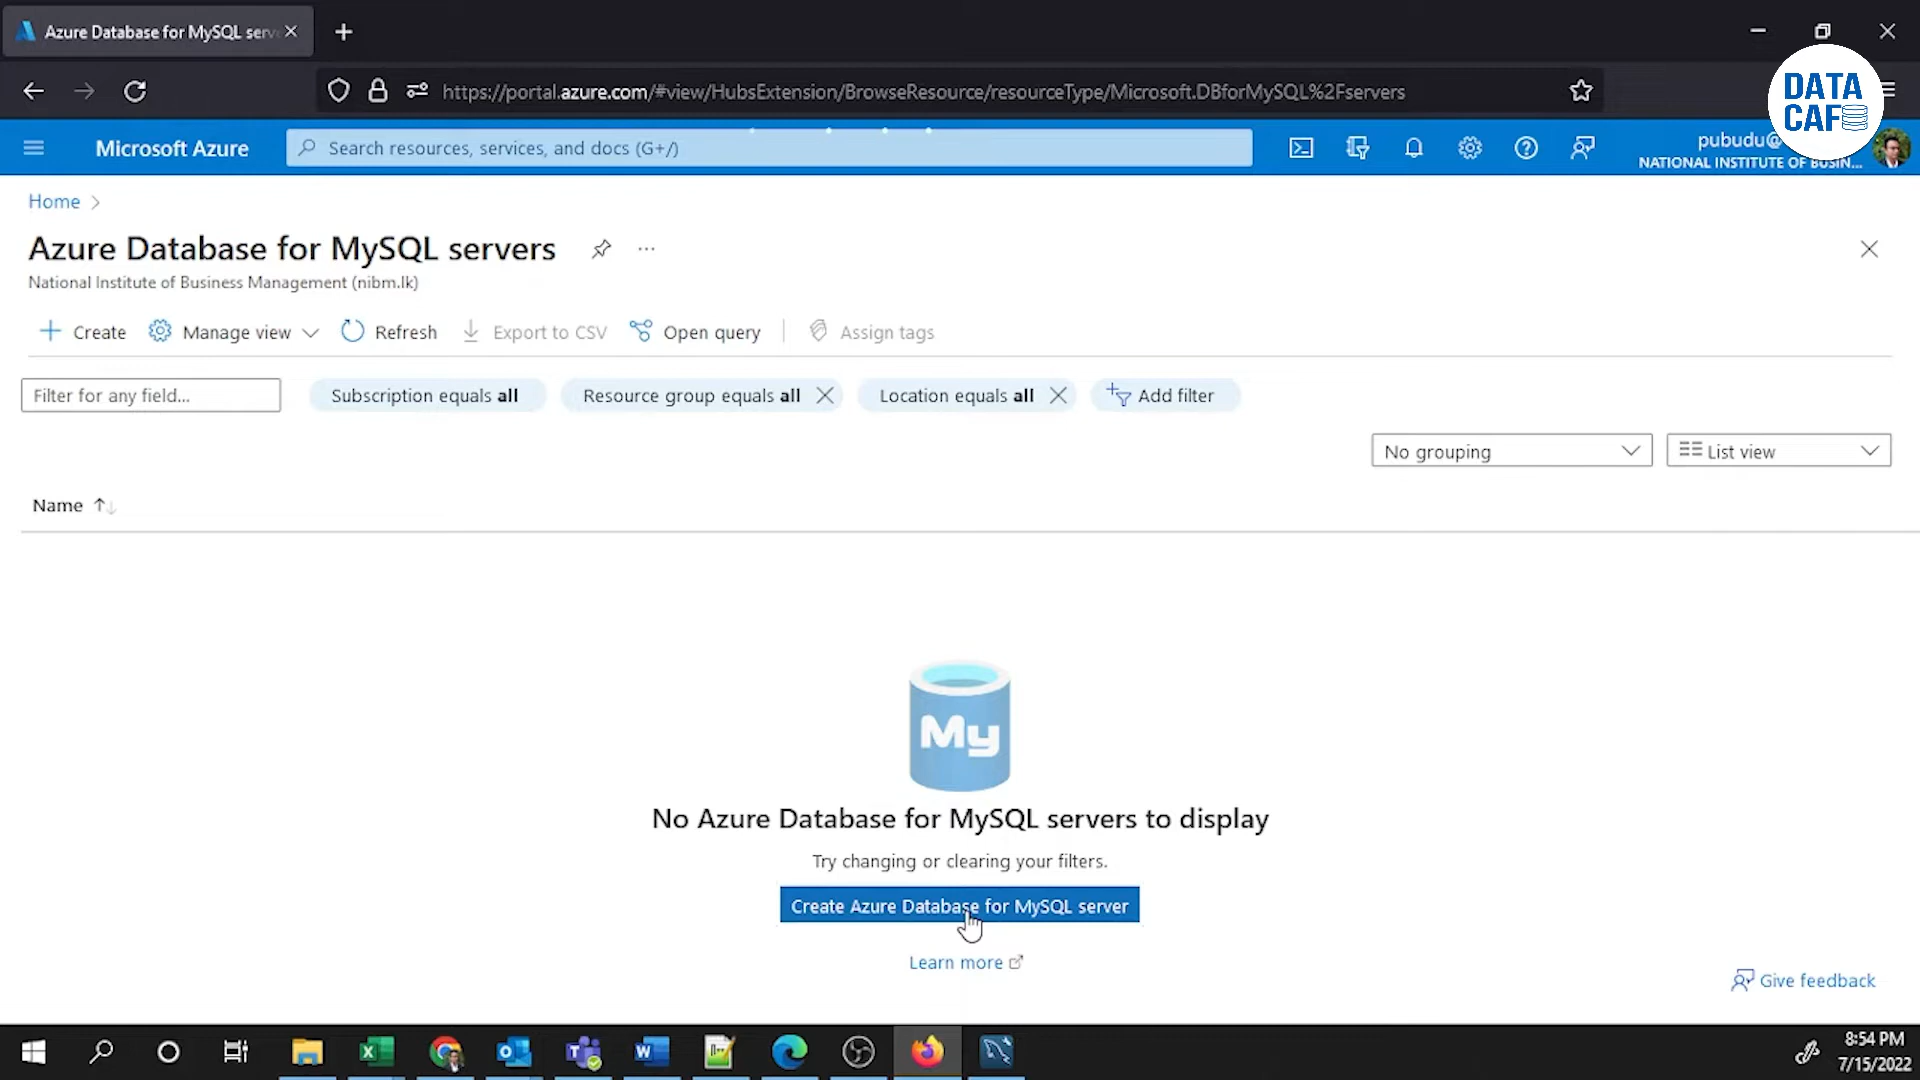 Azure Database for MySQL serv
https://portal.azure.com/#view/HubsExtension/BrowseResource/resourceType/Microsoft.DBforMySQL%2Fservers
DATA
CAF
Microsoft Azure
Search resources, services, and docs (G+/)
pubudu@
NATIONAL INSTITUTE OF BUSIN...
Home
Azure Database for MySQL servers
...
National Institute of Business Management (nibm.lk)
Create
Manage view
Refresh
Export to CSV
Open query
Assign tags
Filter for any field...
Subscription equals all
Resource group equals all
Location equals all
Add filter
No grouping
List view
Name
My
No Azure Database for MySQL servers to display
Try changing or clearing your filters.
Create Azure Database for MySQL server
Learn more
Give feedback
8:54 PM
7/15/2022